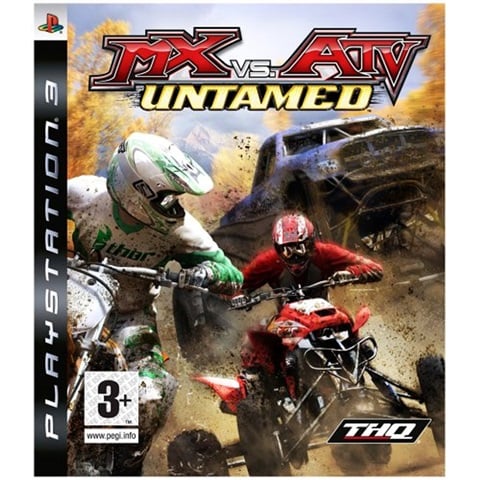 MX vs. ATV
UNTAMED
PLAYSTATION 3
thor
3+
www.pegi.info
THQ